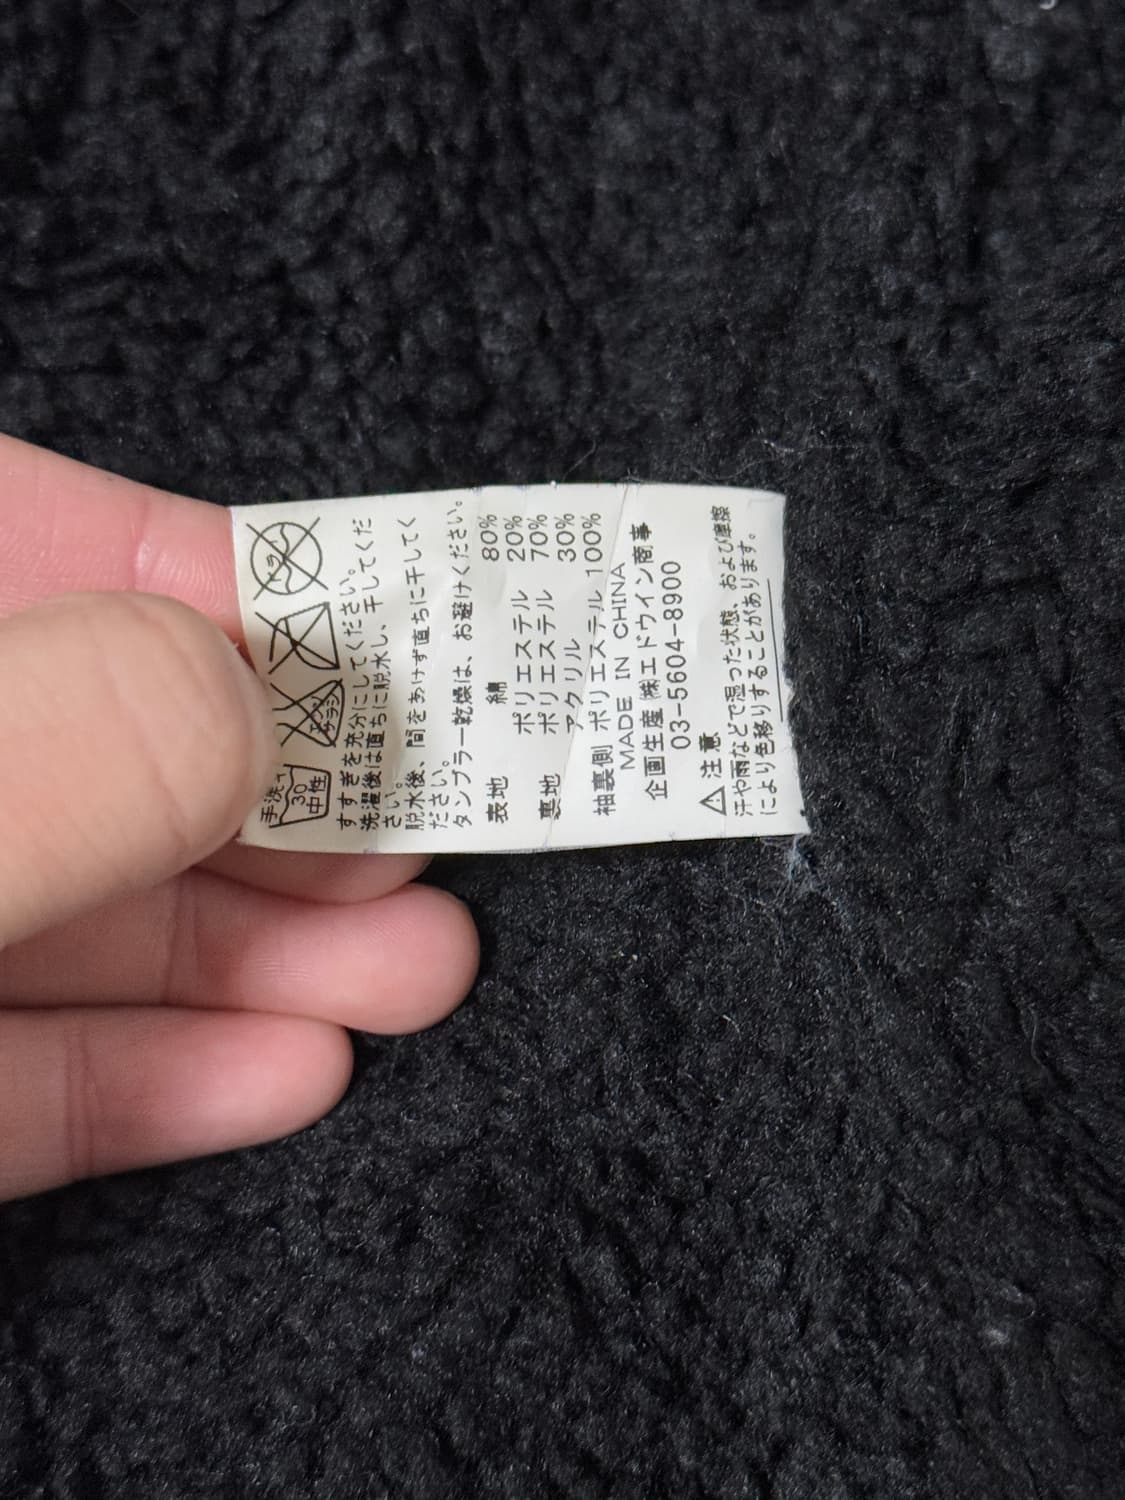 手洗イ
30
中性
エンソ
サラシ
ドライ
すすぎを充分にしてください。
洗濯後は直ちに脱水し、干してくだ
さい。
脱水後、間をあけず直ちに干してく
ださい。
タンブラー乾燥は、お避けください。
表地 綿 80%
ポリエステル 20%
裏地 ポリエステル 70%
アクリル 30%
袖裏側 ポリエステル 100%
MADE IN CHINA
企画生産 ㈱エドウイン商事
03-5604-8900
⚠ 注意
汗や雨などで湿った状態、および摩擦
により色移りすることがあります。